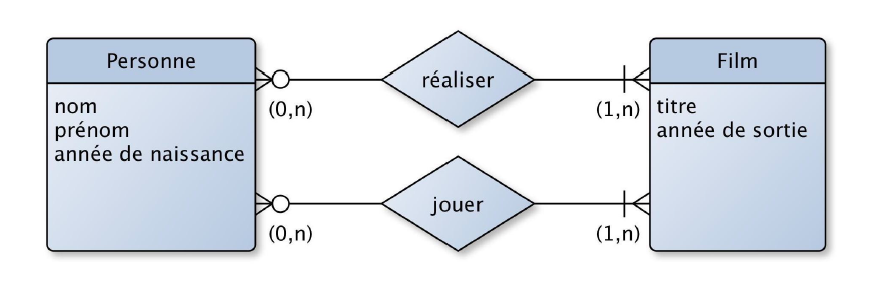 Personne
nom
prénom
année de naissance
réaliser
(0,n)
(1,n)
jouer
(0,n)
(1,n)
Film
titre
année de sortie